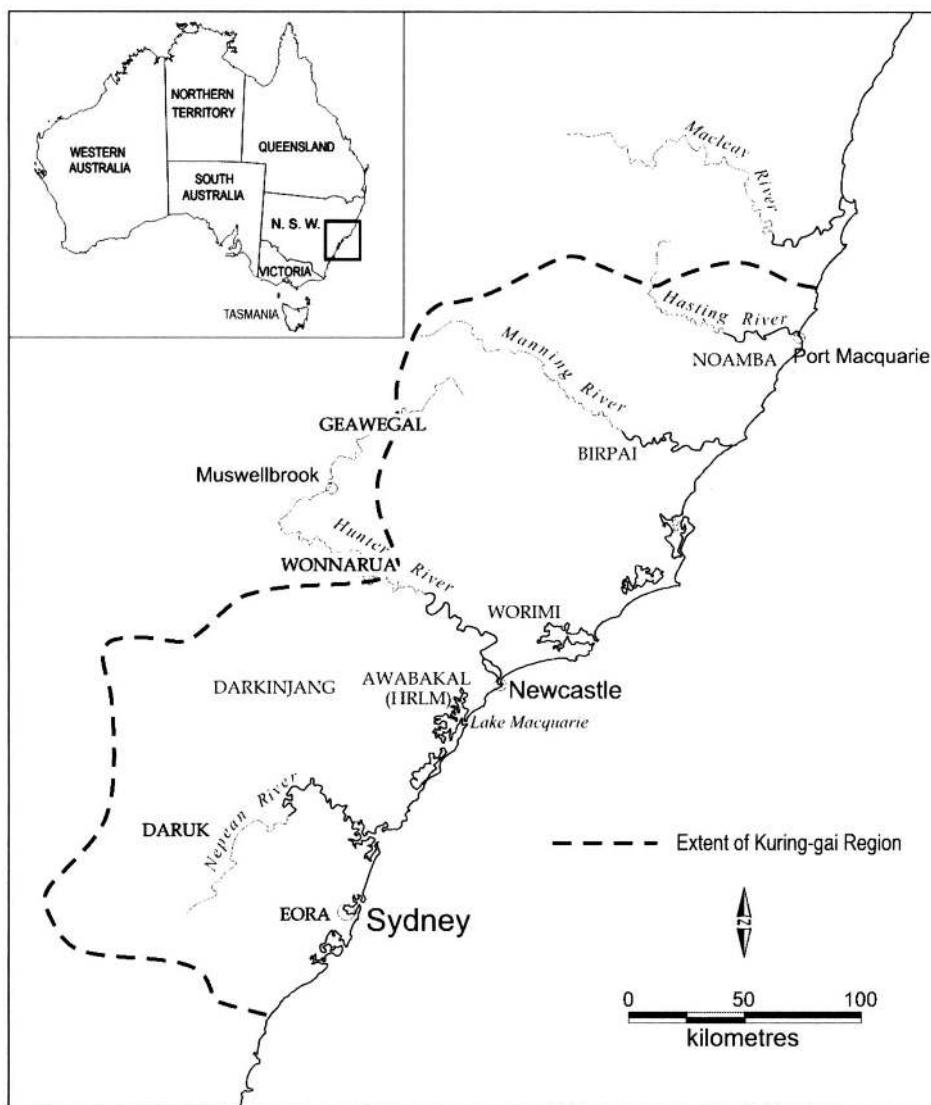 NORTHERN
TERRITORY
WESTERN
AUSTRALIA
QUEENSLAND
SOUTH
AUSTRALIA
N. S. W.
VICTORIA
TASMANIA
Macleay River
Hasting River
NOAMBA
Port Macquarie
Manning River
BIRPAI
GEAWEGAL
Muswellbrook
Hunter River
WONNARUA
WORIMI
DARKINJANG
AWABAKAL
(HRLM)
Newcastle
Lake Macquarie
Nepean River
DARUK
EORA
Sydney
Extent of Kuring-gai Region
N
0 50 100
kilometres